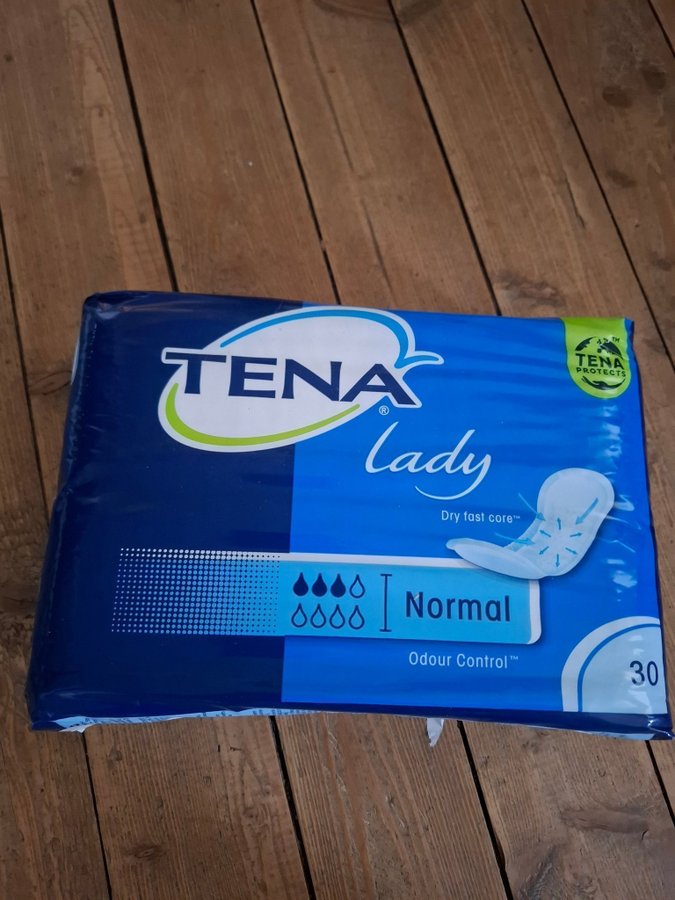 TENA®
TENA
PROTECTS
Lady
Dry fast core™
Normal
Odour Control™
30